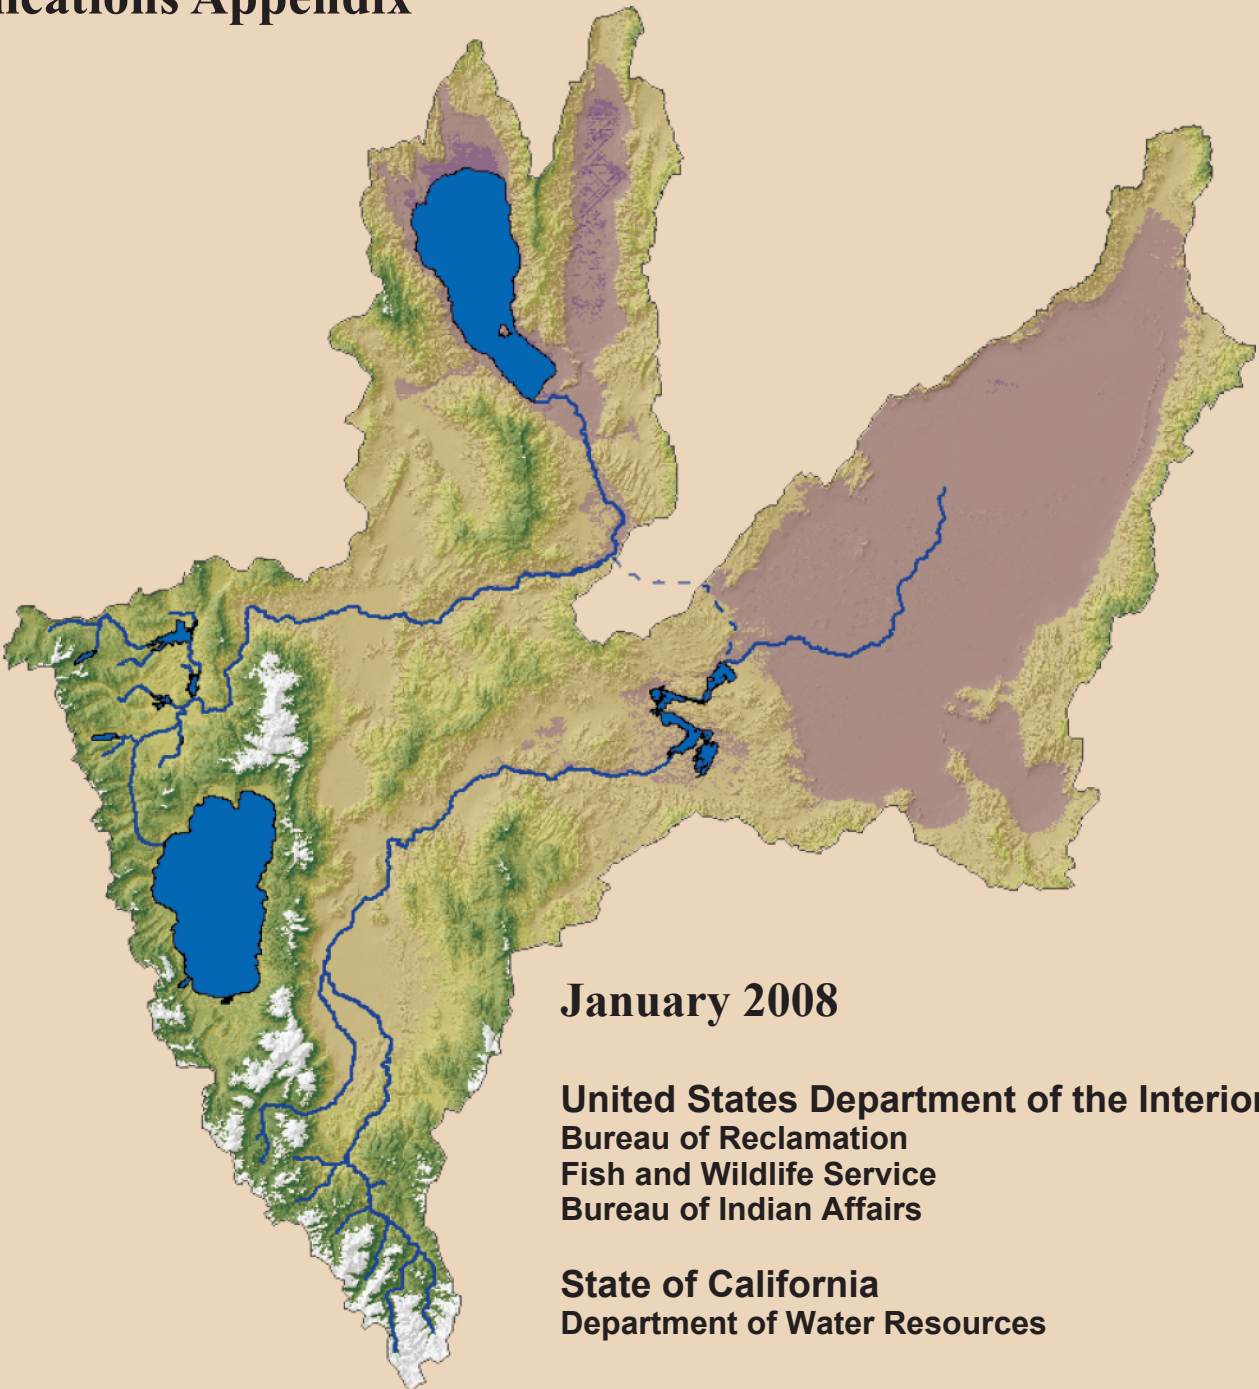 Appendix
January 2008
United States Department of the Interior
Bureau of Reclamation
Fish and Wildlife Service
Bureau of Indian Affairs
State of California
Department of Water Resources